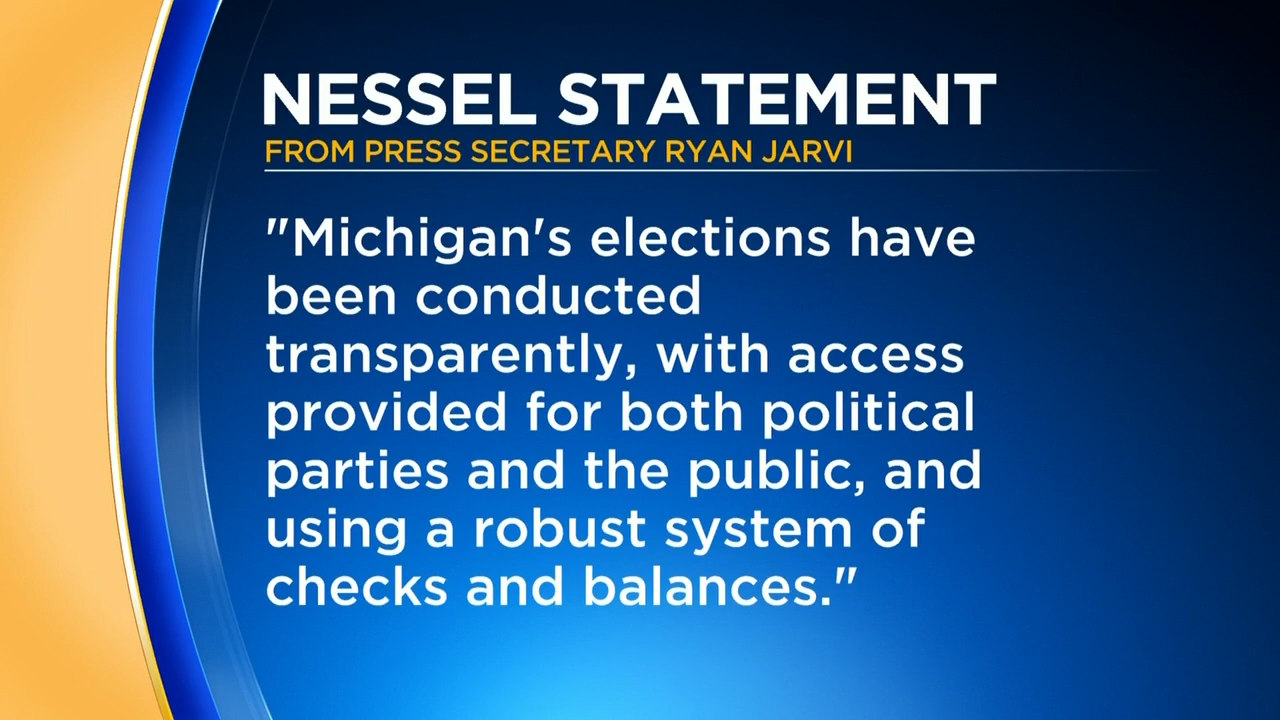 NESSEL STATEMENT
FROM PRESS SECRETARY RYAN JARVI
"Michigan's elections have
been conducted
transparently, with access
provided for both political
parties and the public, and
using a robust system of
checks and balances."